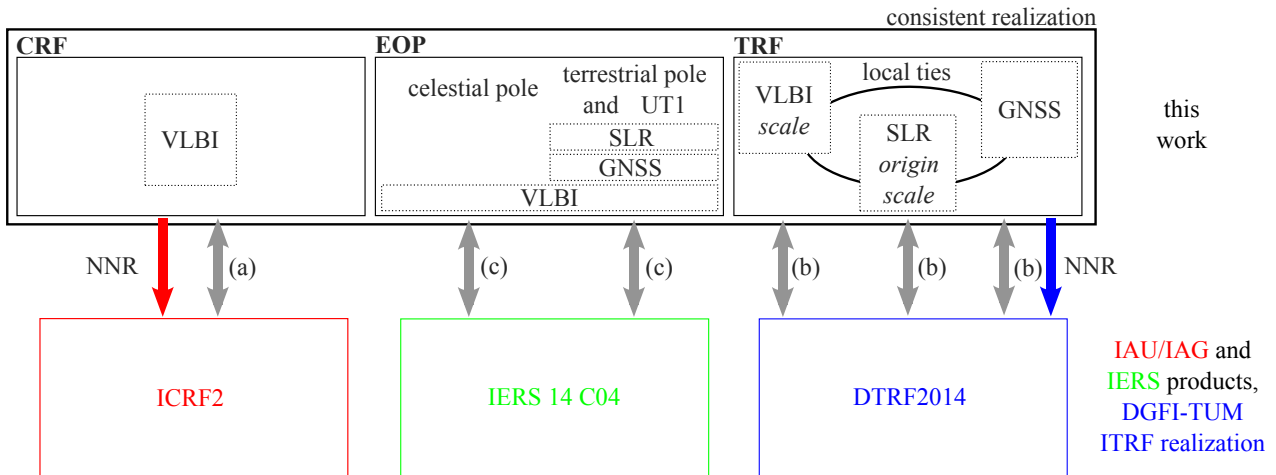 consistent realization
CRF
EOP
TRF
VLBI
celestial pole
terrestrial pole
and UT1
SLR
GNSS
VLBI
local ties
VLBI
scale
SLR
origin
scale
GNSS
this
work
NNR
(a)
(c)
(c)
(b)
(b)
(b)
NNR
ICRF2
IERS 14 C04
DTRF2014
IAU/IAG and
IERS products,
DGFI-TUM
ITRF realization